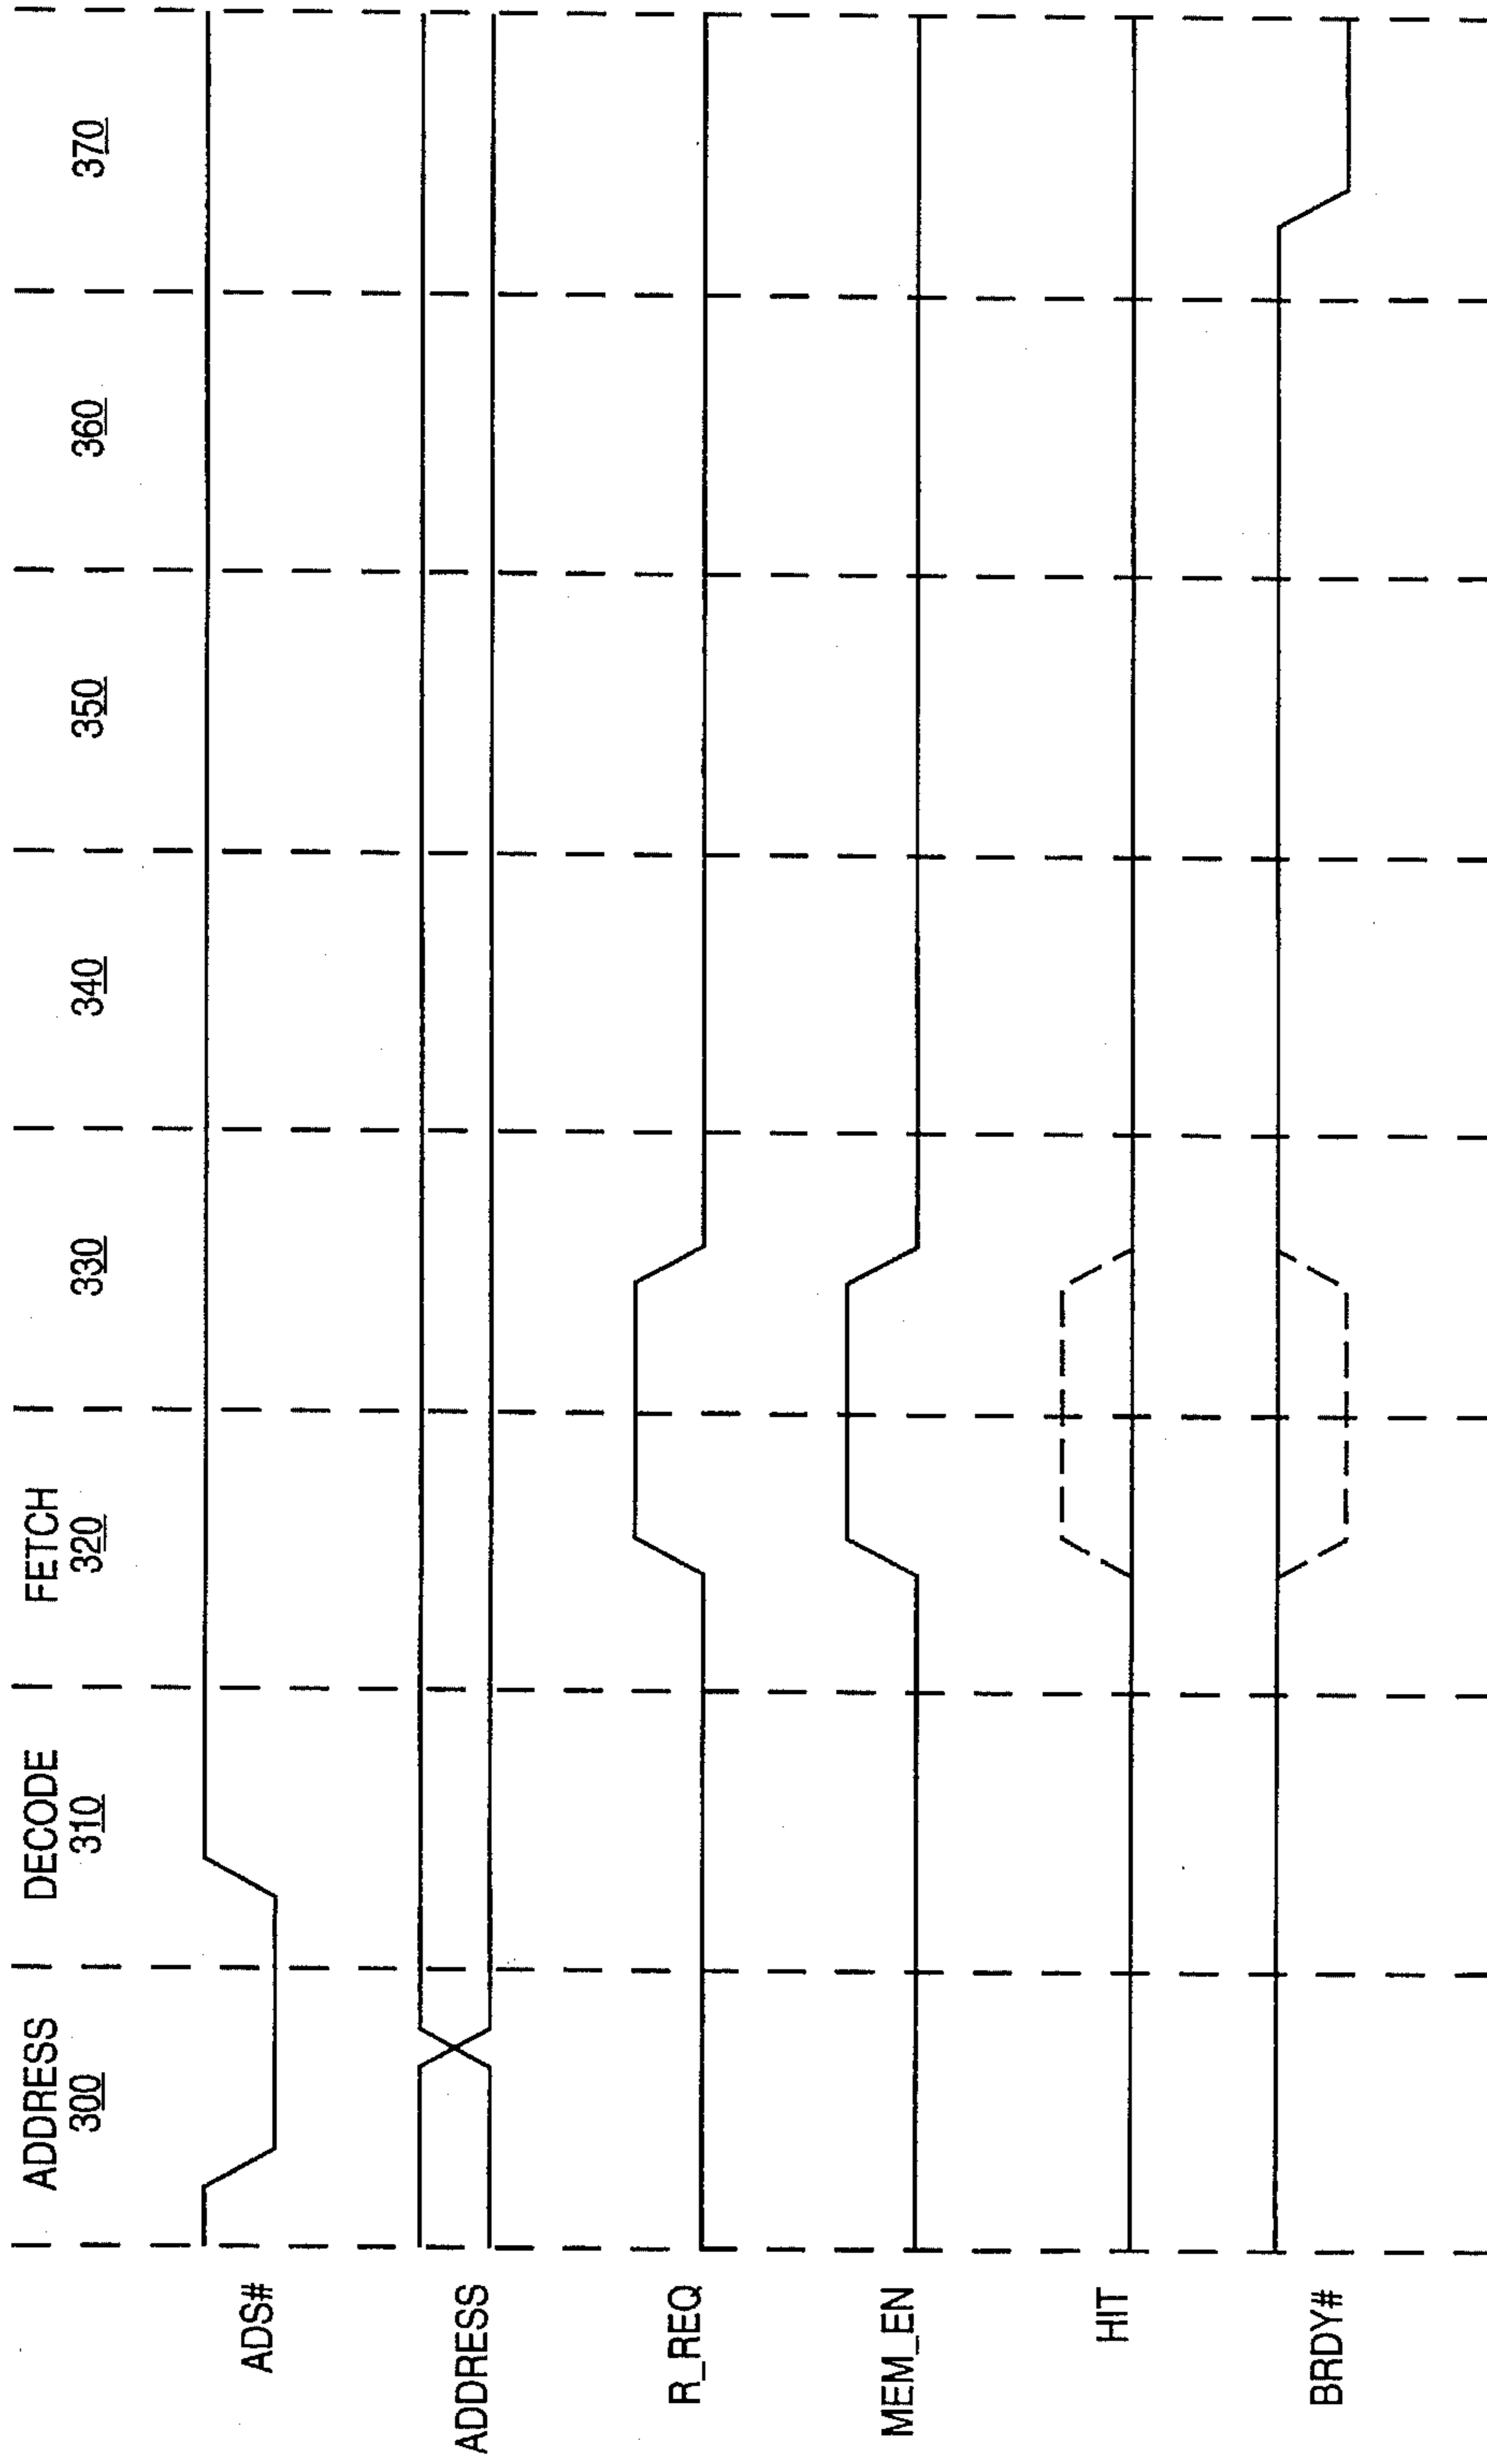 ADDRESS DECODE FETCH
300 310 320 330 340 350 360 370
ADS#
ADDRESS
R_REQ
MEM_EN
HIT
BRDY#